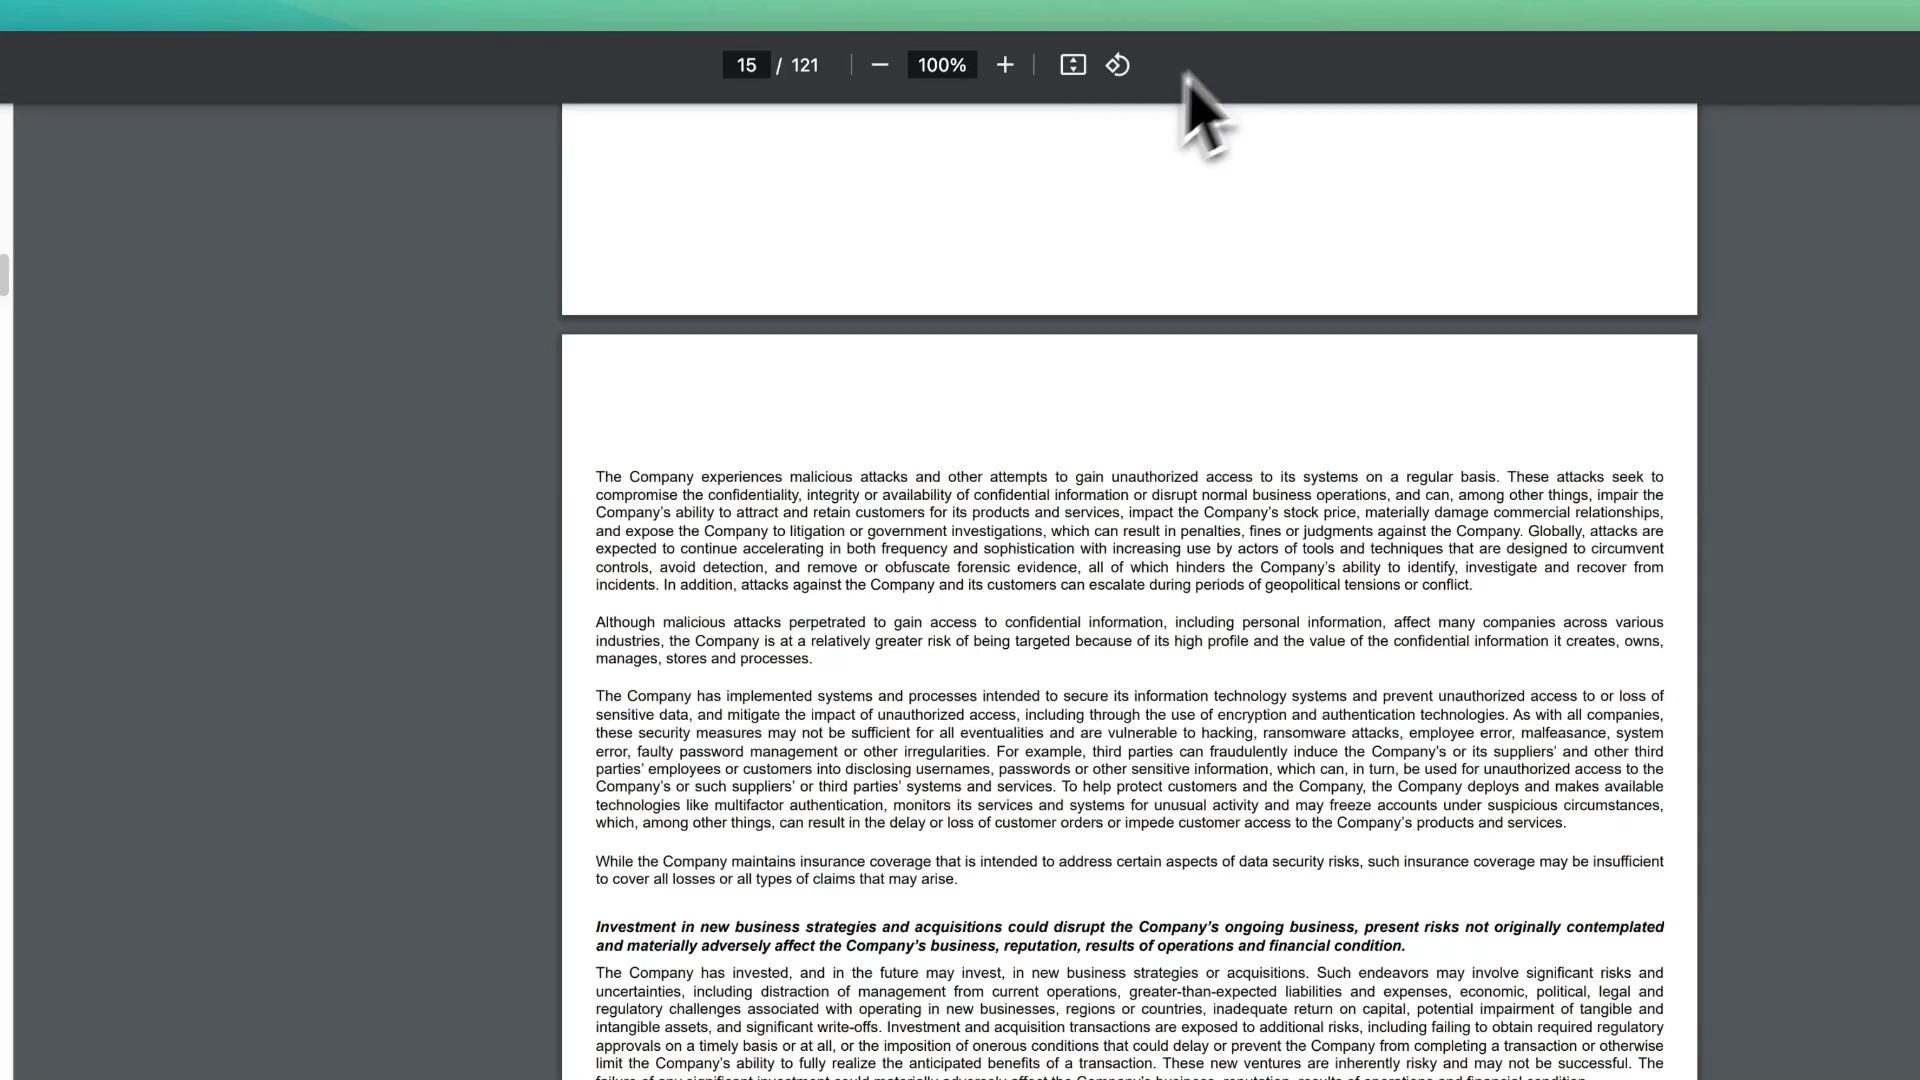 15 / 121 100%
The Company experiences malicious attacks and other attempts to gain unauthorized access to its systems on a regular basis. These attacks seek to
compromise the confidentiality, integrity or availability of confidential information or disrupt normal business operations, and can, among other things, impair the
Company's ability to attract and retain customers for its products and services, impact the Company's stock price, materially damage commercial relationships,
and expose the Company to litigation or government investigations, which can result in penalties, fines or judgments against the Company. Globally, attacks are
expected to continue accelerating in both frequency and sophistication with increasing use by actors of tools and techniques that are designed to circumvent
controls, avoid detection, and remove or obfuscate forensic evidence, all of which hinders the Company's ability to identify, investigate and recover from
incidents. In addition, attacks against the Company and its customers can escalate during periods of geopolitical tensions or conflict.
Although malicious attacks perpetrated to gain access to confidential information, including personal information, affect many companies across various
industries, the Company is at a relatively greater risk of being targeted because of its high profile and the value of the confidential information it creates, owns,
manages, stores and processes.
The Company has implemented systems and processes intended to secure its information technology systems and prevent unauthorized access to or loss of
sensitive data, and mitigate the impact of unauthorized access, including through the use of encryption and authentication technologies. As with all companies,
these security measures may not be sufficient for all eventualities and are vulnerable to hacking, ransomware attacks, employee error, malfeasance, system
error, faulty password management or other irregularities. For example, third parties can fraudulently induce the Company's or its suppliers' and other third
parties' employees or customers into disclosing usernames, passwords or other sensitive information, which can, in turn, be used for unauthorized access to the
Company's or such suppliers' or third parties' systems and services. To help protect customers and the Company, the Company deploys and makes available
technologies like multifactor authentication, monitors its services and systems for unusual activity and may freeze accounts under suspicious circumstances,
which, among other things, can result in the delay or loss of customer orders or impede customer access to the Company's products and services.
While the Company maintains insurance coverage that is intended to address certain aspects of data security risks, such insurance coverage may be insufficient
to cover all losses or all types of claims that may arise.
Investment in new business strategies and acquisitions could disrupt the Company's ongoing business, present risks not originally contemplated
and materially adversely affect the Company's business, reputation, results of operations and financial condition.
The Company has invested, and in the future may invest, in new business strategies or acquisitions. Such endeavors may involve significant risks and
uncertainties, including distraction of management from current operations, greater-than-expected liabilities and expenses, economic, political, legal and
regulatory challenges associated with operating in new businesses, regions or countries, inadequate return on capital, potential impairment of tangible and
intangible assets, and significant write-offs. Investment and acquisition transactions are exposed to additional risks, including failing to obtain required regulatory
approvals on a timely basis or at all, or the imposition of onerous conditions that could delay or prevent the Company from completing a transaction or otherwise
limit the Company's ability to fully realize the anticipated benefits of a transaction. These new ventures are inherently risky and may not be successful. The
failure of any significant investment could materially adversely affect the Company's business, reputation, results of operations and financial condition.